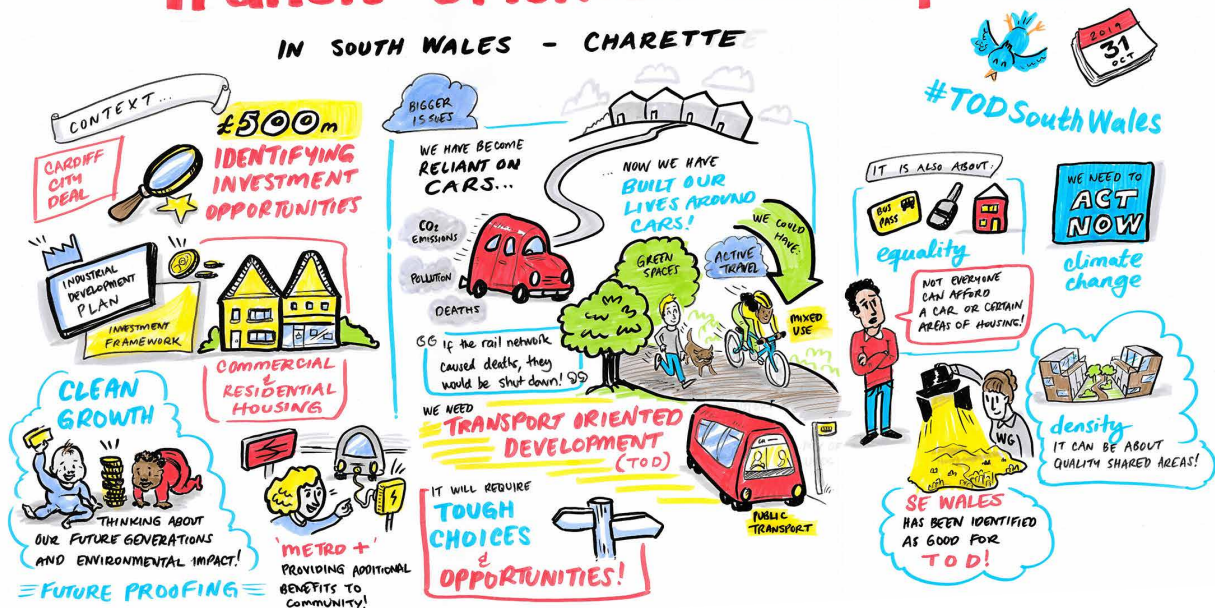 IN SOUTH WALES - CHARETTE
2019
31
OCT
#TODSouthWales
CONTEXT...
CARDIFF
CITY
DEAL
£500m
IDENTIFYING
INVESTMENT
OPPORTUNITIES
INDUSTRIAL
DEVELOPMENT
PLAN
INVESTMENT
FRAMEWORK
COMMERCIAL
&
RESIDENTIAL
HOUSING
CLEAN
GROWTH
THINKING ABOUT
OUR FUTURE GENERATIONS
AND ENVIRONMENTAL IMPACT!
FUTURE PROOFING
'METRO +'
PROVIDING ADDITIONAL
BENEFITS TO
COMMUNITY!
BIGGER
ISSUES
WE HAVE BECOME
RELIANT ON
CARS...
CO2
EMISSIONS
POLLUTION
DEATHS
...NOW WE HAVE
BUILT OUR
LIVES AROUND
CARS!
WE COULD
HAVE:
GREEN
SPACES
ACTIVE
TRAVEL
MIXED
USE
If the rail network
caused deaths, they
would be shut down!
WE NEED
TRANSPORT ORIENTED
DEVELOPMENT
(TOD)
PUBLIC
TRANSPORT
IT WILL REQUIRE
TOUGH
CHOICES
&
OPPORTUNITIES!
IT IS ALSO ABOUT:
BUS
PASS
equality
NOT EVERYONE
CAN AFFORD
A CAR OR CERTAIN
AREAS OF HOUSING!
WE NEED TO
ACT
NOW
climate
change
WG
SE WALES
HAS BEEN IDENTIFIED
AS GOOD FOR
TOD!
density
IT CAN BE ABOUT
QUALITY SHARED AREAS!